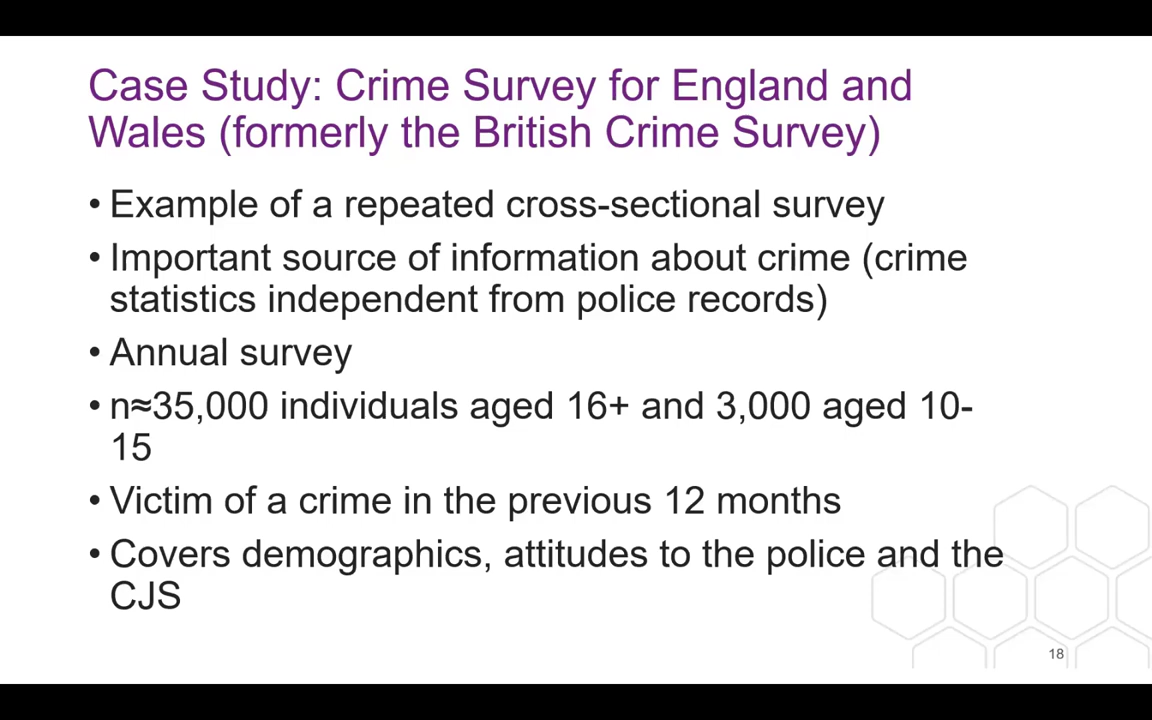 Case Study: Crime Survey for England and
Wales (formerly the British Crime Survey)
• Example of a repeated cross-sectional survey
• Important source of information about crime (crime
statistics independent from police records)
• Annual survey
• n≈35,000 individuals aged 16+ and 3,000 aged 10-
15
• Victim of a crime in the previous 12 months
• Covers demographics, attitudes to the police and the
CJS
18